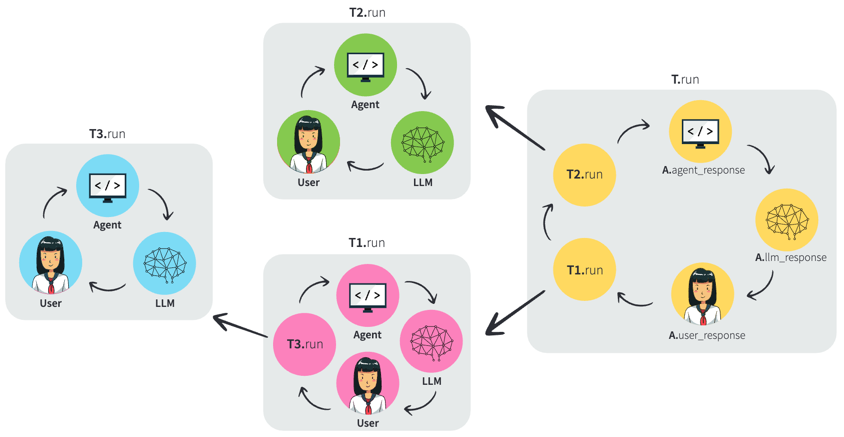 T2.run
</>
Agent
User
LLM
T3.run
</>
Agent
User
LLM
T1.run
</>
Agent
T3.run
LLM
User
T.run
</>
A.agent_response
T2.run
A.llm_response
T1.run
A.user_response